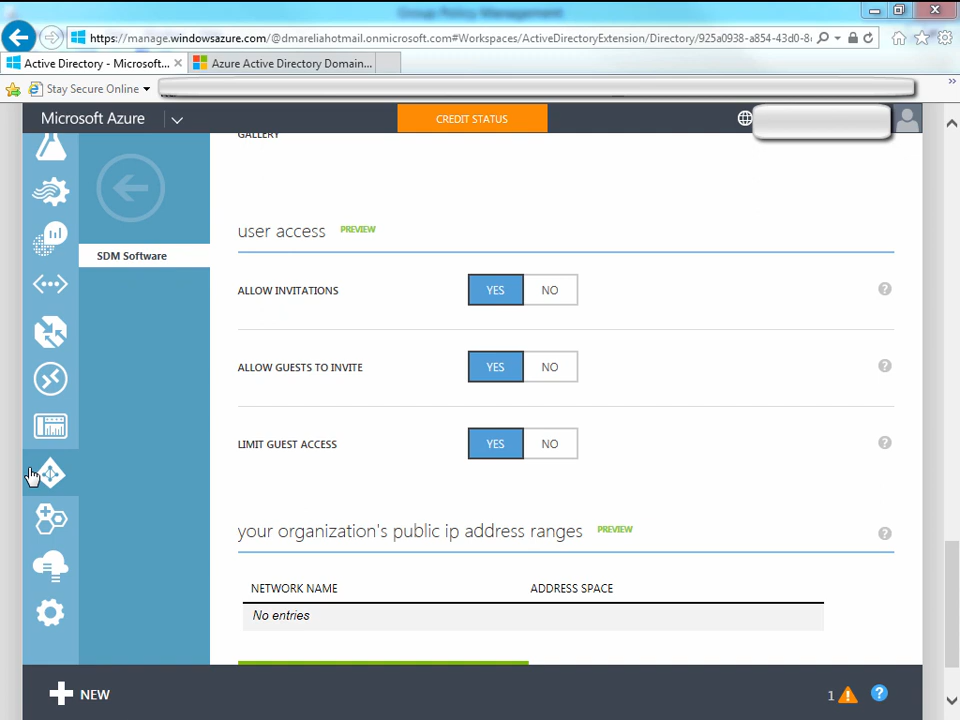 Group Policy Management
https://manage.windowsazure.com/@dmareliahotmail.onmicrosoft.com#Workspaces/ActiveDirectoryExtension/Directory/925a0938-a854-43d0-8
Active Directory - Microsoft...
Azure Active Directory Domain...
Stay Secure Online
Microsoft Azure
CREDIT STATUS
GALLERY
SDM Software
user access PREVIEW
ALLOW INVITATIONS YES NO ?
ALLOW GUESTS TO INVITE YES NO ?
LIMIT GUEST ACCESS YES NO ?
your organization's public ip address ranges PREVIEW ?
NETWORK NAME ADDRESS SPACE
No entries
NEW
1 ?